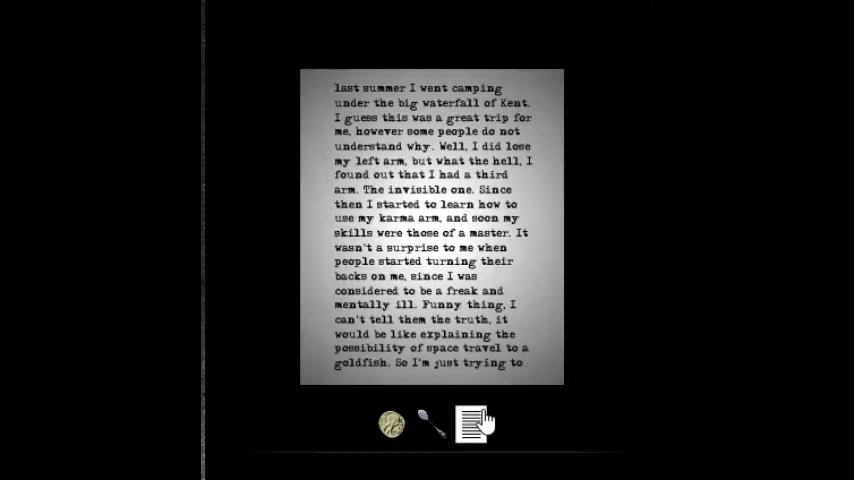 last summer I went camping
under the big waterfall of Kent.
I guess this was a great trip for
me, however some people do not
understand why. Well, I did lose
my left arm, but what the hell, I
found out that I had a third
arm. The invisible one. Since
then I started to learn how to
use my karma arm, and soon my
skills were those of a master. It
wasn't a surprise to me when
people started turning their
backs on me, since I was
considered to be a freak and
mentally ill. Funny thing, I
can't tell them the truth, it
would be like explaining the
possibility of space travel to a
goldfish. So I'm just trying to